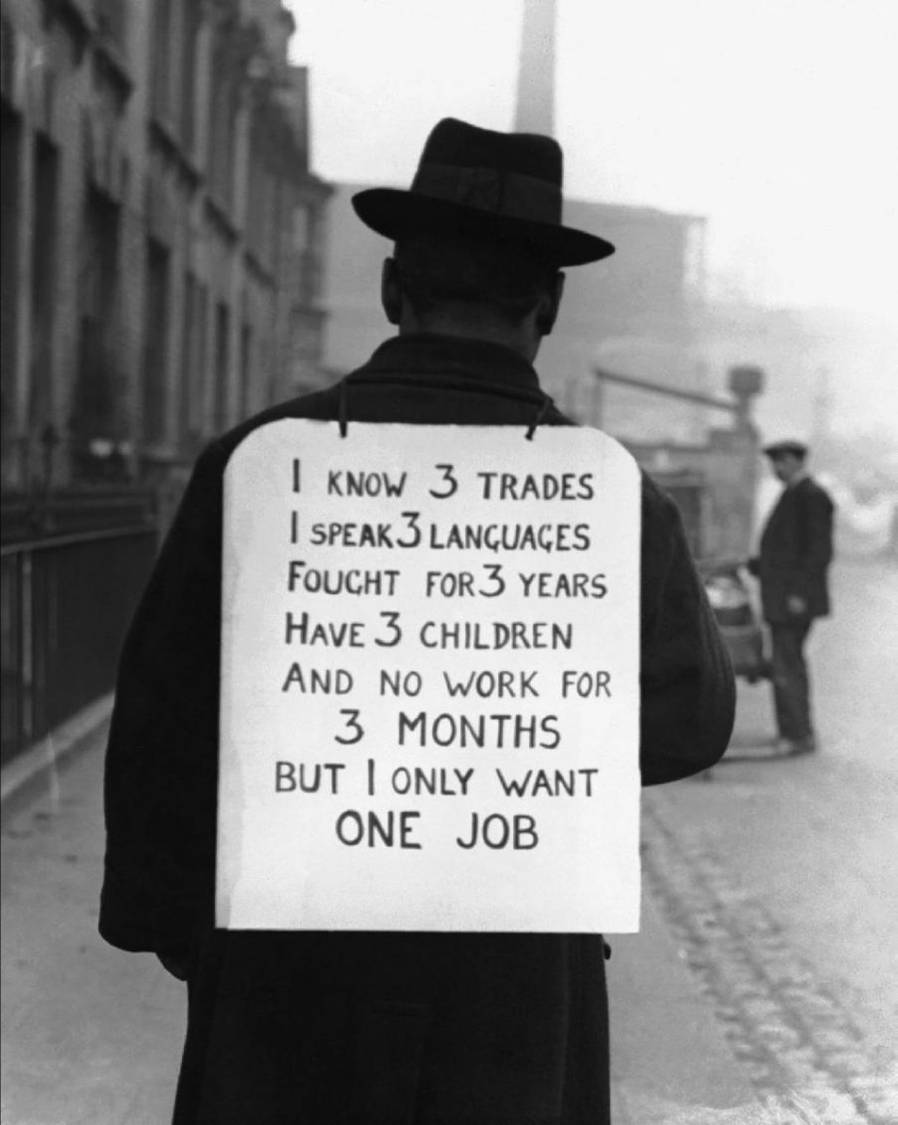 I KNOW 3 TRADES
I SPEAK 3 LANGUAGES
FOUGHT FOR 3 YEARS
HAVE 3 CHILDREN
AND NO WORK FOR
3 MONTHS
BUT I ONLY WANT
ONE JOB